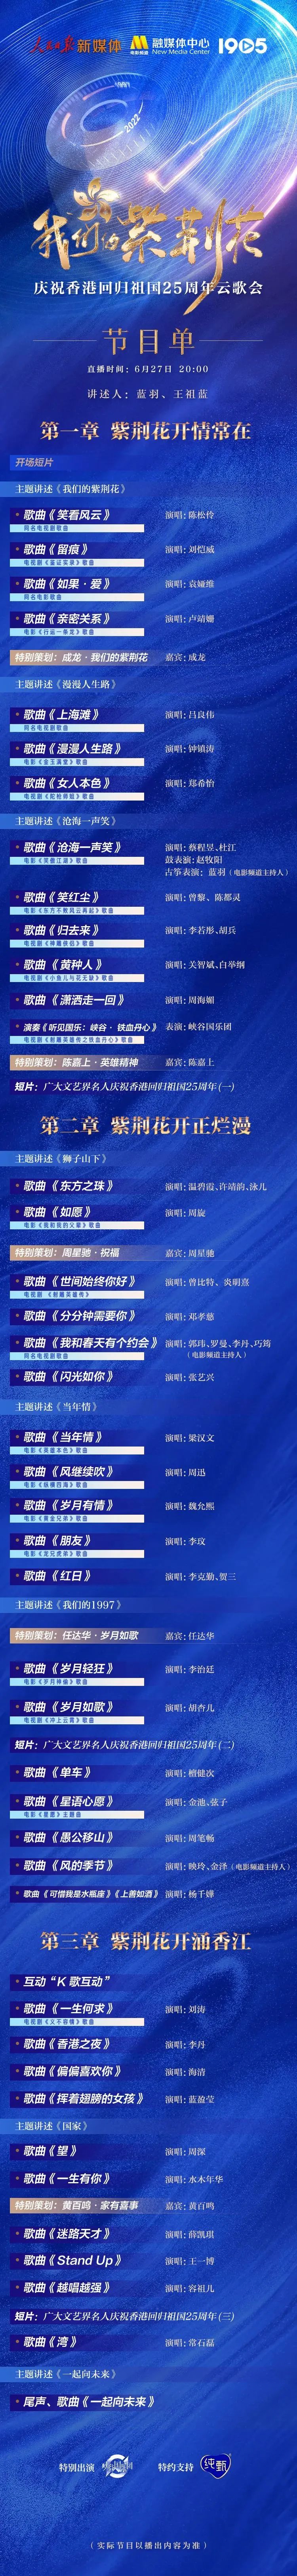 人民日报 新媒体
电影频道 融媒体中心
New Media Center
1905
2022
我们的紫荆花
庆祝香港回归祖国25周年云歌会
节目单
直播时间：6月27日 20:00
讲述人：蓝羽、王祖蓝
第一章 紫荆花开情常在
开场短片
主题讲述《我们的紫荆花》
歌曲《笑看风云》 演唱：陈松伶
同名电视剧歌曲
歌曲《留痕》 演唱：刘恺威
电视剧《鉴证实录》歌曲
歌曲《如果·爱》 演唱：袁娅维
同名电影歌曲
歌曲《亲密关系》 演唱：卢靖姗
电影《行运一条龙》歌曲
特别策划：成龙·我们的紫荆花 嘉宾：成龙
主题讲述《漫漫人生路》
歌曲《上海滩》 演唱：吕良伟
同名电视剧歌曲
歌曲《漫漫人生路》 演唱：钟镇涛
电影《金玉满堂》歌曲
歌曲《女人本色》 演唱：郑希怡
电视剧《陀枪师姐》歌曲
主题讲述《沧海一声笑》
歌曲《沧海一声笑》 演唱：蔡程昱、杜江
电影《笑傲江湖》歌曲 鼓表演：赵牧阳
古筝表演：蓝羽（电影频道主持人）
歌曲《笑红尘》 演唱：曾黎、陈都灵
电影《东方不败风云再起》歌曲
歌曲《归去来》 演唱：李若彤、胡兵
电视剧《神雕侠侣》歌曲
歌曲《黄种人》 演唱：关智斌、白举纲
电视剧《小鱼儿与花无缺》歌曲
歌曲《潇洒走一回》 演唱：周海媚
演奏《听见国乐：峡谷·铁血丹心》 表演：峡谷国乐团
电视剧《射雕英雄传之铁血丹心》歌曲
特别策划：陈嘉上·英雄精神 嘉宾：陈嘉上
短片：广大文艺界名人庆祝香港回归祖国25周年（一）
第二章 紫荆花开正烂漫
主题讲述《狮子山下》
歌曲《东方之珠》 演唱：温碧霞、许靖韵、泳儿
歌曲《如愿》 演唱：周旋
电影《我和我的父辈》歌曲
特别策划：周星驰·祝福 嘉宾：周星驰
歌曲《世间始终你好》 演唱：曾比特、炎明熹
电视剧《射雕英雄传》
歌曲《分分钟需要你》 演唱：邓孝慈
歌曲《我和春天有个约会》 演唱：郭玮、罗曼、李丹、巧筠
同名电视剧歌曲 （电影频道主持人）
歌曲《闪光如你》 演唱：张艺兴
主题讲述《当年情》
歌曲《当年情》 演唱：梁汉文
电影《英雄本色》歌曲
歌曲《风继续吹》 演唱：周迅
电影《纵横四海》歌曲
歌曲《岁月有情》 演唱：魏允熙
电影《黄金兄弟》歌曲
歌曲《朋友》 演唱：李玟
电影《龙兄虎弟》歌曲
歌曲《红日》 演唱：李克勤、贺三
主题讲述《我们的1997》
特别策划：任达华·岁月如歌 嘉宾：任达华
歌曲《岁月轻狂》 演唱：李治廷
电影《岁月神偷》歌曲
歌曲《岁月如歌》 演唱：胡杏儿
电视剧《冲上云霄》歌曲
短片：广大文艺界名人庆祝香港回归祖国25周年（二）
歌曲《单车》 演唱：檀健次
歌曲《星语心愿》 演唱：金池、弦子
电影《星愿》主题曲
歌曲《愚公移山》 演唱：周笔畅
歌曲《风的季节》 演唱：映玲、金泽（电影频道主持人）
歌曲《可惜我是水瓶座》《上善如酒》 演唱：杨千嬅
第三章 紫荆花开涌香江
互动“K歌互动”
歌曲《一生何求》 演唱：刘涛
电视剧《义不容情》歌曲
歌曲《香港之夜》 演唱：李丹
歌曲《偏偏喜欢你》 演唱：海清
歌曲《挥着翅膀的女孩》 演唱：蓝盈莹
主题讲述《国家》
歌曲《望》 演唱：周深
歌曲《一生有你》 演唱：水木年华
特别策划：黄百鸣·家有喜事 嘉宾：黄百鸣
歌曲《迷路天才》 演唱：薛凯琪
歌曲《Stand Up》 演唱：王一博
歌曲《越唱越强》 演唱：容祖儿
短片：广大文艺界名人庆祝香港回归祖国25周年（三）
歌曲《湾》 演唱：常石磊
主题讲述《一起向未来》
尾声、歌曲《一起向未来》
特别出演 特约支持 纯甄
（实际节目以播出内容为准）